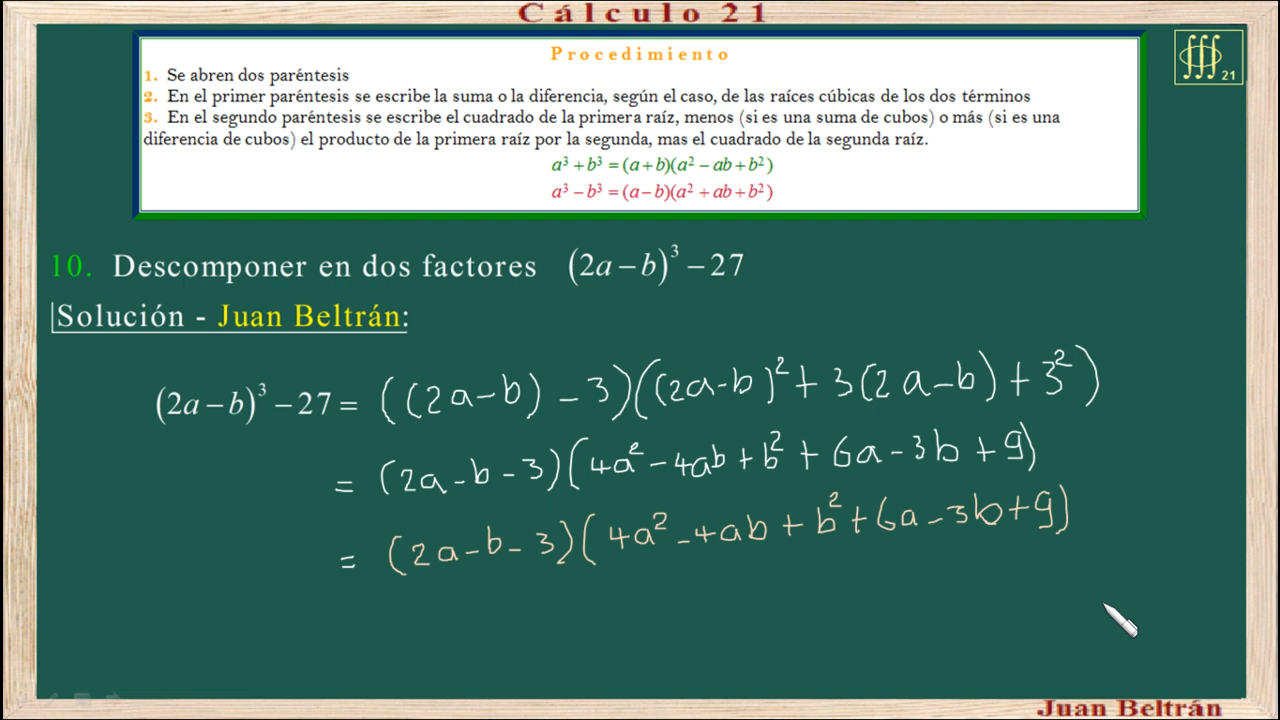 Cálculo 21
Procedimiento
1. Se abren dos paréntesis
2. En el primer paréntesis se escribe la suma o la diferencia, según el caso, de las raíces cúbicas de los dos términos
3. En el segundo paréntesis se escribe el cuadrado de la primera raíz, menos (si es una suma de cubos) o más (si es una
diferencia de cubos) el producto de la primera raíz por la segunda, mas el cuadrado de la segunda raíz.
a³ + b³ = (a + b)(a² − ab + b²)
a³ − b³ = (a − b)(a² + ab + b²)
21
10. Descomponer en dos factores (2a − b)³ − 27
Solución - Juan Beltrán:
(2a − b)³ − 27 = ((2a − b) − 3)((2a − b)² + 3(2a − b) + 3²)
= (2a − b − 3)(4a² − 4ab + b² + 6a − 3b + 9)
= (2a − b − 3)(4a² − 4ab + b² + 6a − 3b + 9)
Juan Beltrán